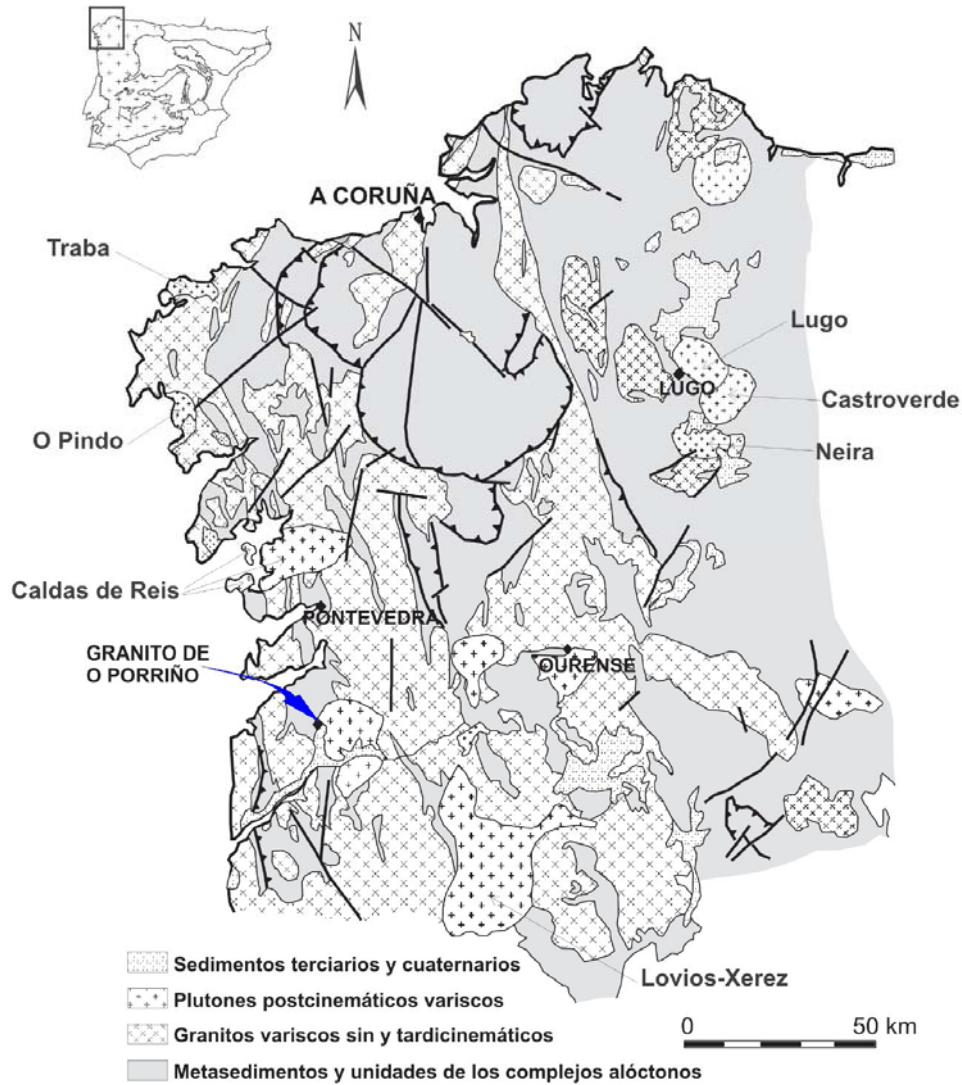 N
A CORUÑA
Traba
Lugo
LUGO
Castroverde
O Pindo
Neira
Caldas de Reis
PONTEVEDRA
GRANITO DE
O PORRIÑO
OURENSE
Sedimentos terciarios y cuaternarios
Lovios-Xerez
Plutones postcinemáticos variscos
Granitos variscos sin y tardicinemáticos
0 50 km
Metasedimentos y unidades de los complejos alóctonos